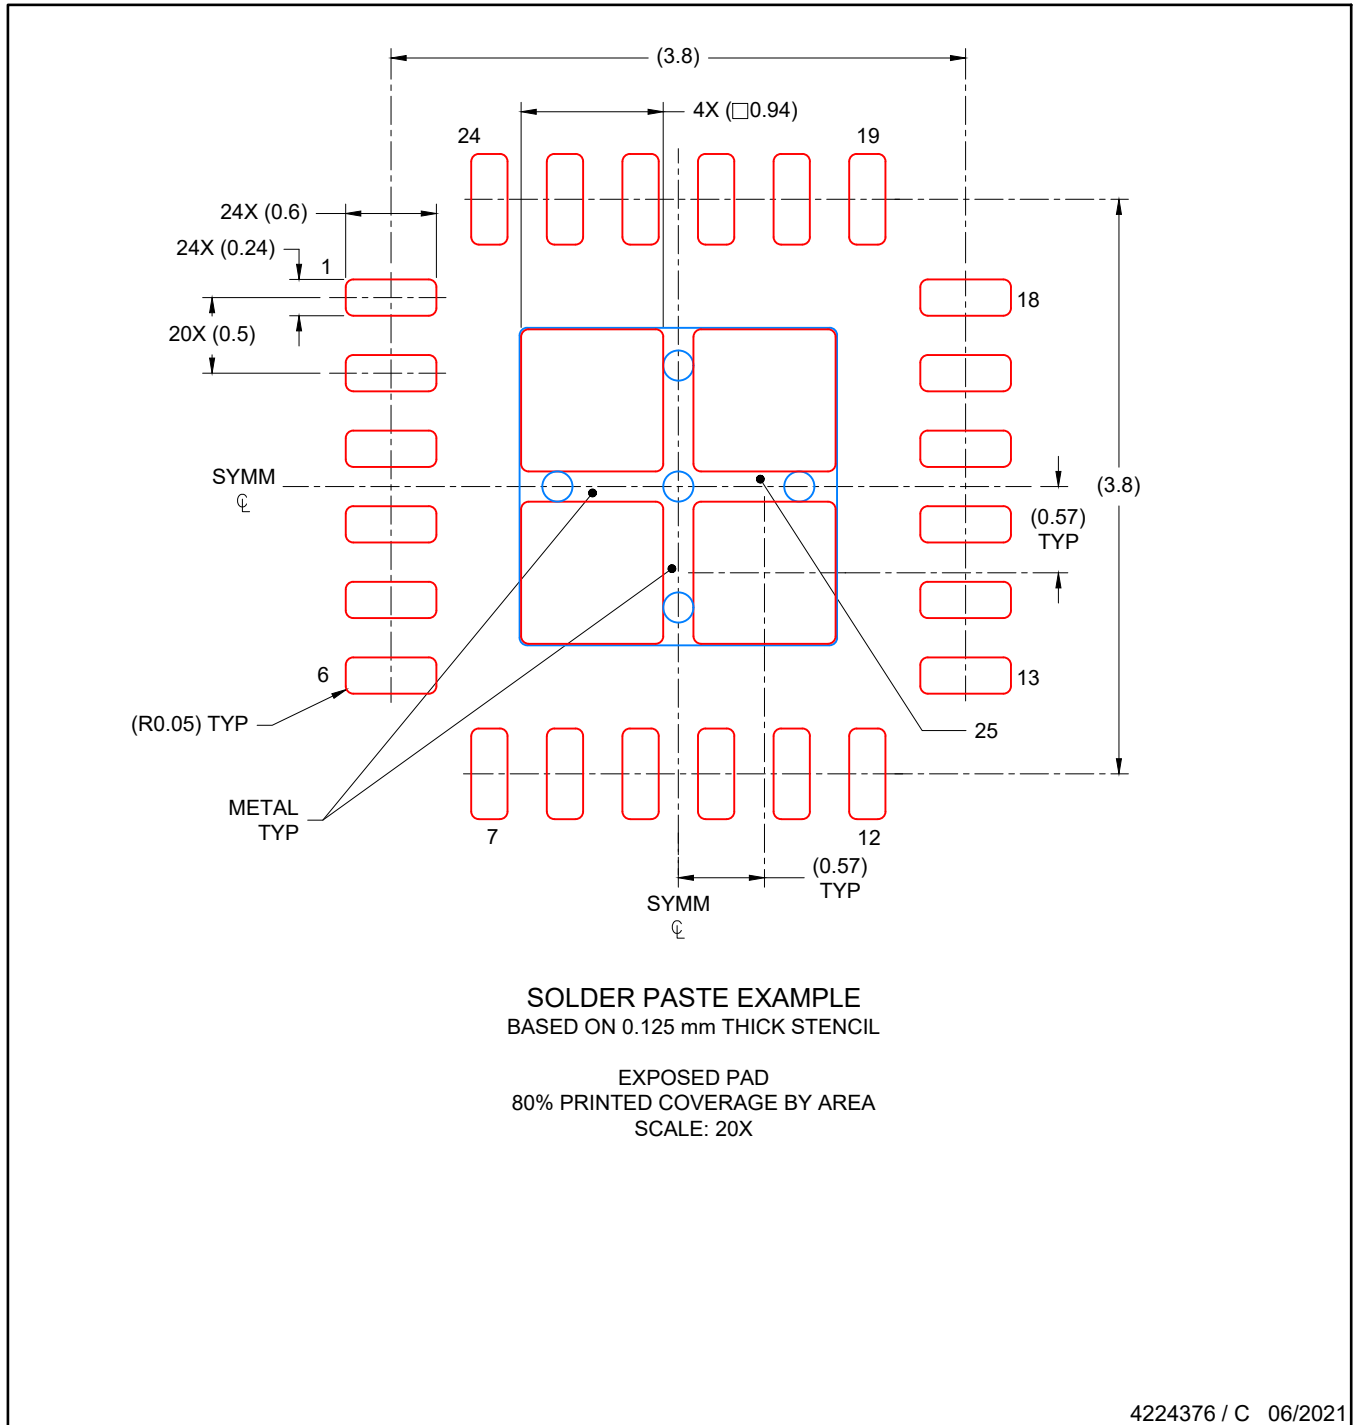 (3.8)
4X (□0.94)
24
19
24X (0.6)
24X (0.24)
1
18
20X (0.5)
SYMM
℄
(3.8)
(0.57)
TYP
6
13
(R0.05) TYP
25
METAL
TYP
7
12
(0.57)
TYP
SYMM
℄
SOLDER PASTE EXAMPLE
BASED ON 0.125 mm THICK STENCIL
EXPOSED PAD
80% PRINTED COVERAGE BY AREA
SCALE: 20X
4224376 / C 06/2021